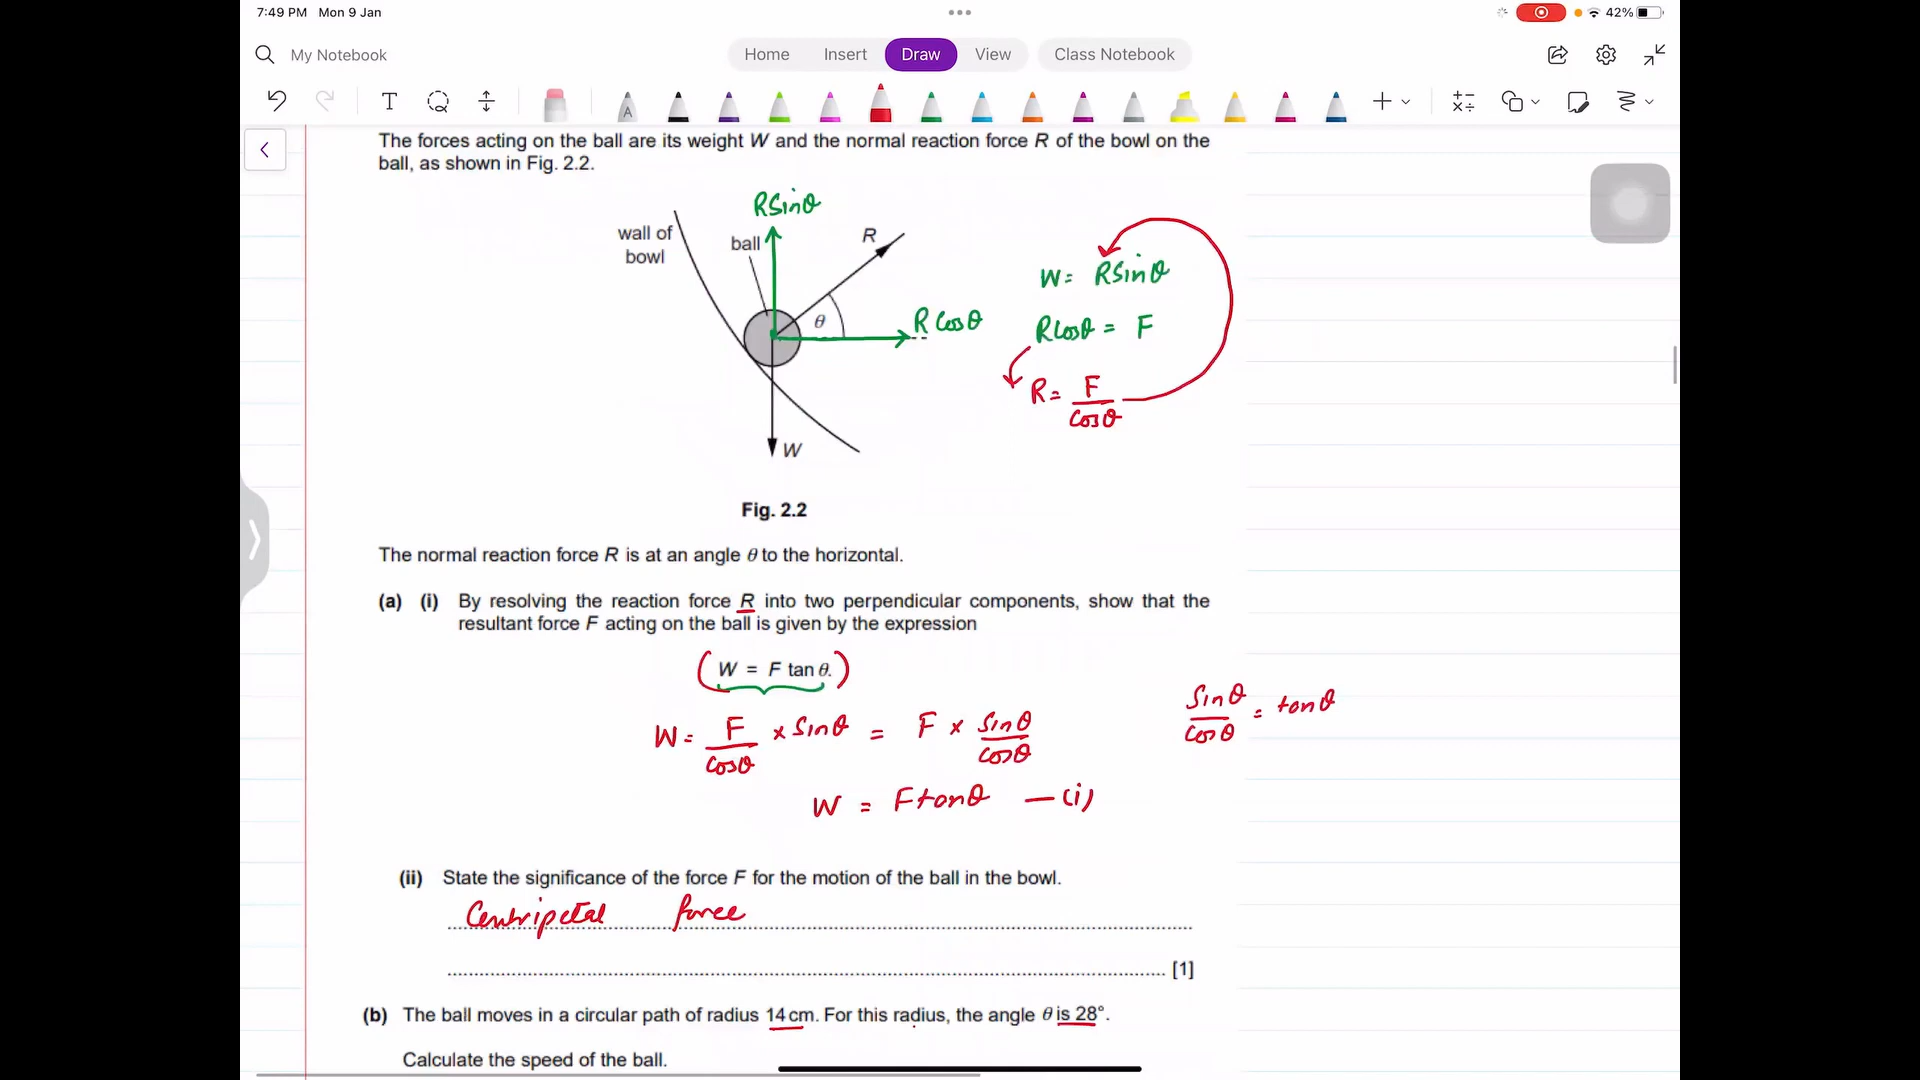 7:49 PM Mon 9 Jan
42%
My Notebook
Home Insert Draw View Class Notebook
T
A
The forces acting on the ball are its weight W and the normal reaction force R of the bowl on the
ball, as shown in Fig. 2.2.
RSinθ
wall of
bowl
ball
R
θ
R Cosθ
W
W = RSinθ
RCosθ = F
R = F/Cosθ
Fig. 2.2
The normal reaction force R is at an angle θ to the horizontal.
(a) (i) By resolving the reaction force R into two perpendicular components, show that the
resultant force F acting on the ball is given by the expression
(W = F tan θ.)
W = F/Cosθ × Sinθ = F × Sinθ/Cosθ
Sinθ/Cosθ = tanθ
W = Ftanθ —(i)
(ii) State the significance of the force F for the motion of the ball in the bowl.
Centripetal force
[1]
(b) The ball moves in a circular path of radius 14 cm. For this radius, the angle θ is 28°.
Calculate the speed of the ball.